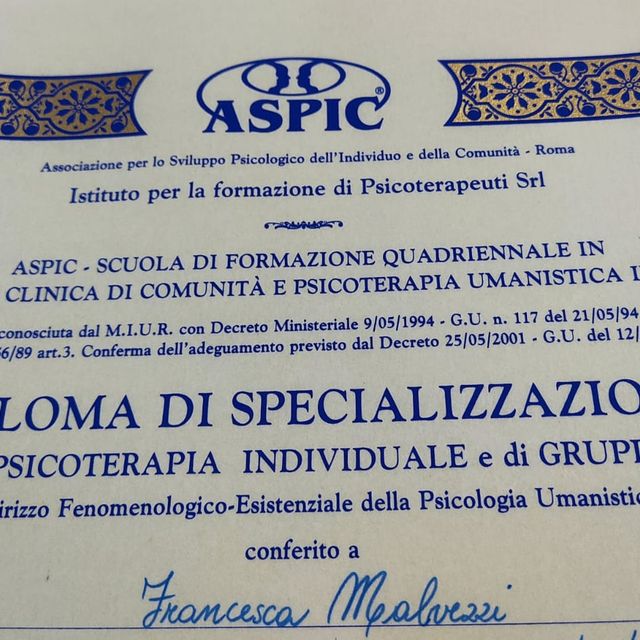 ASPIC®
Associazione per lo Sviluppo Psicologico dell'Individuo e della Comunità - Roma
Istituto per la formazione di Psicoterapeuti Srl
ASPIC - SCUOLA DI FORMAZIONE QUADRIENNALE IN
CLINICA DI COMUNITÀ E PSICOTERAPIA UMANISTICA I
conosciuta dal M.I.U.R. con Decreto Ministeriale 9/05/1994 - G.U. n. 117 del 21/05/94
6/89 art.3. Conferma dell'adeguamento previsto dal Decreto 25/05/2001 - G.U. del 12/
LOMA DI SPECIALIZZAZIO
PSICOTERAPIA INDIVIDUALE e di GRUP
irizzo Fenomenologico-Esistenziale della Psicologia Umanistic
conferito a
Francesca Malvezzi